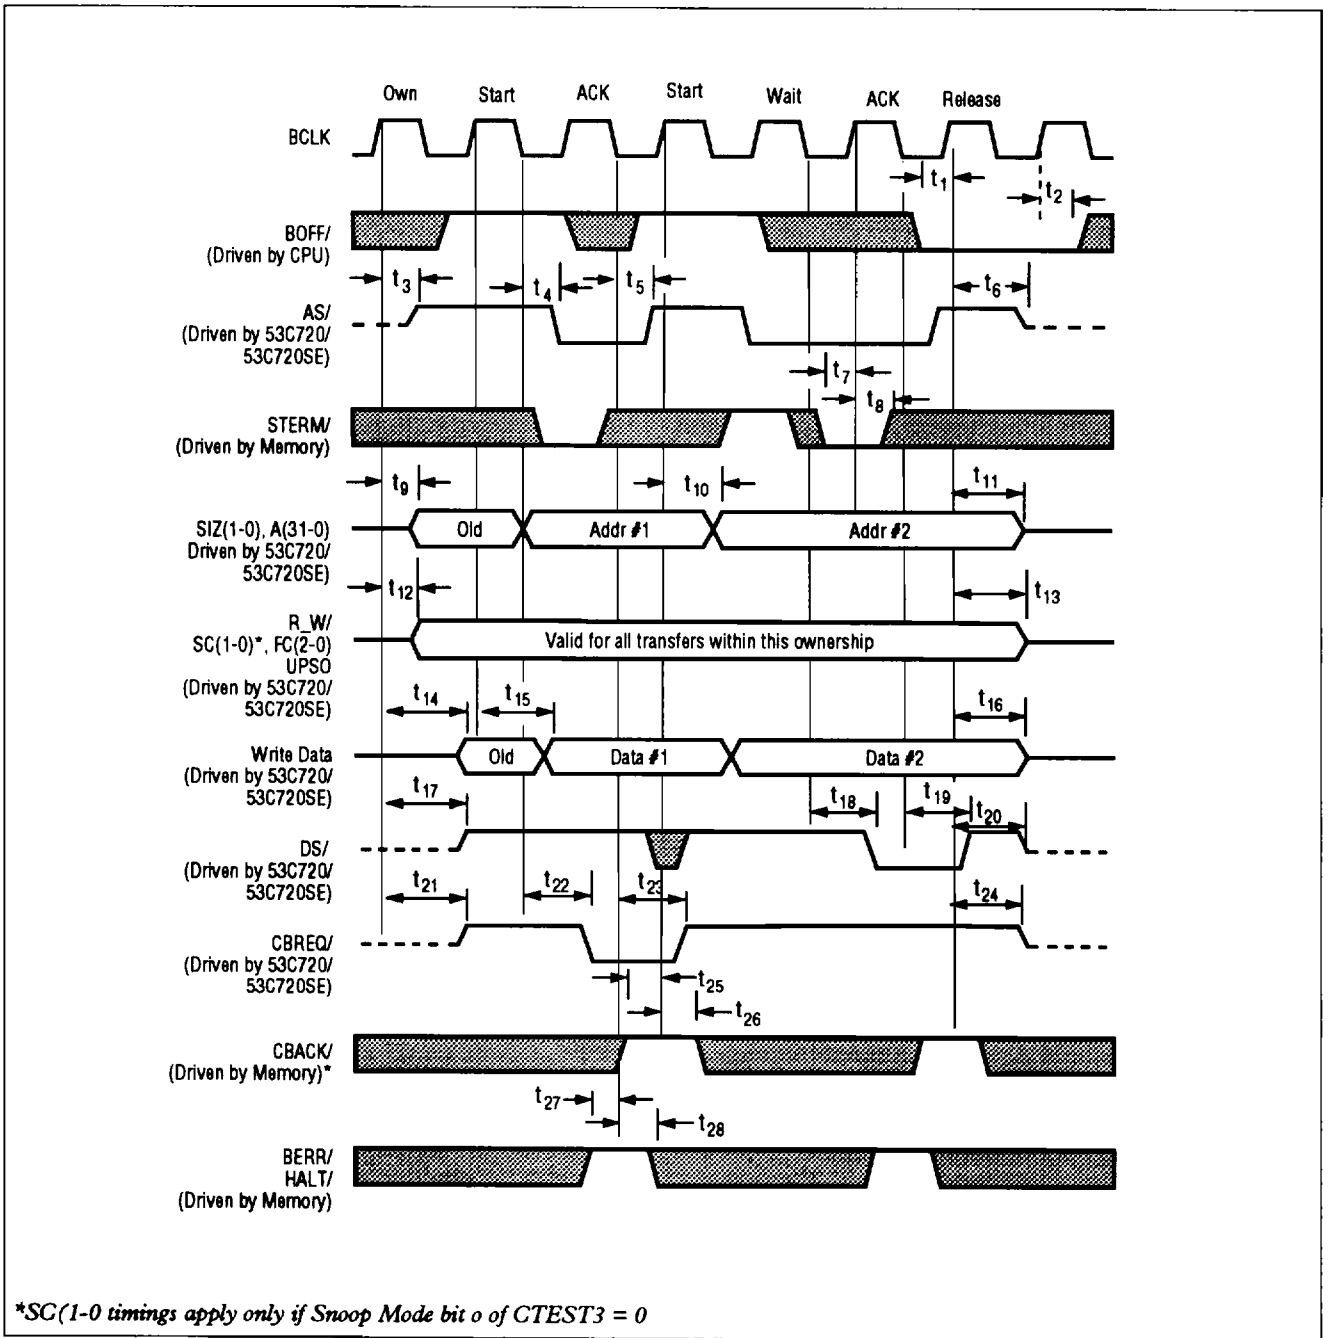 Own Start ACK Start Wait ACK Release
BCLK
t1
t2
BOFF/
(Driven by CPU)
t3 t4 t5 t6
AS/
(Driven by 53C720/
53C720SE)
t7
t8
STERM/
(Driven by Memory)
t9 t10 t11
SIZ(1-0), A(31-0)
Driven by 53C720/
53C720SE)
Old Addr #1 Addr #2
t12 t13
R_W/
SC(1-0)*, FC(2-0)
UPSO
(Driven by 53C720/
53C720SE)
Valid for all transfers within this ownership
t14 t15 t16
Write Data
(Driven by 53C720/
53C720SE)
Old Data #1 Data #2
t17 t18 t19 t20
DS/
(Driven by 53C720/
53C720SE)
t21 t22 t23 t24
CBREQ/
(Driven by 53C720/
53C720SE)
t25
t26
CBACK/
(Driven by Memory)*
t27
t28
BERR/
HALT/
(Driven by Memory)
*SC(1-0 timings apply only if Snoop Mode bit o of CTEST3 = 0